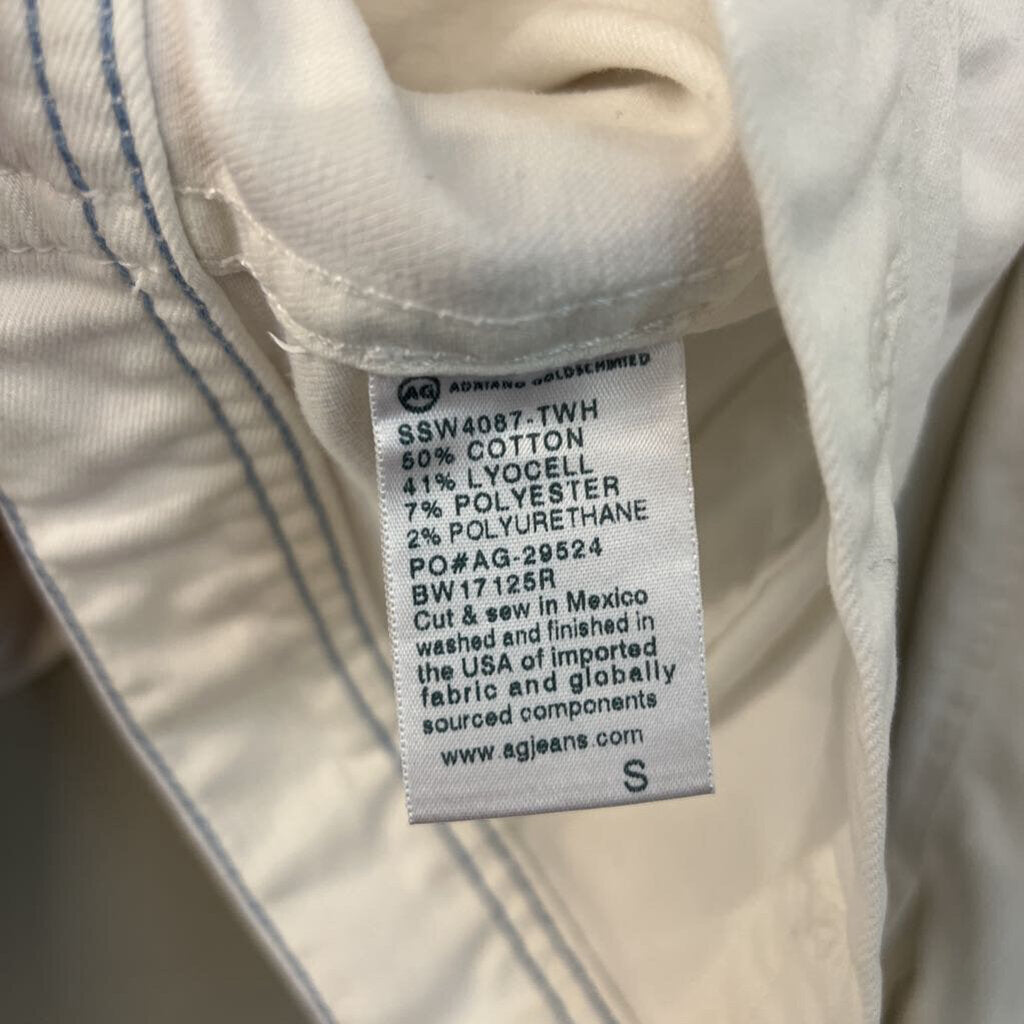 AG ADRIANO GOLDSCHMIED
SSW4087-TWH
50% COTTON
41% LYOCELL
7% POLYESTER
2% POLYURETHANE
PO#AG-29524
BW17125R
Cut & sew in Mexico
washed and finished in
the USA of imported
fabric and globally
sourced components
www.agjeans.com
S